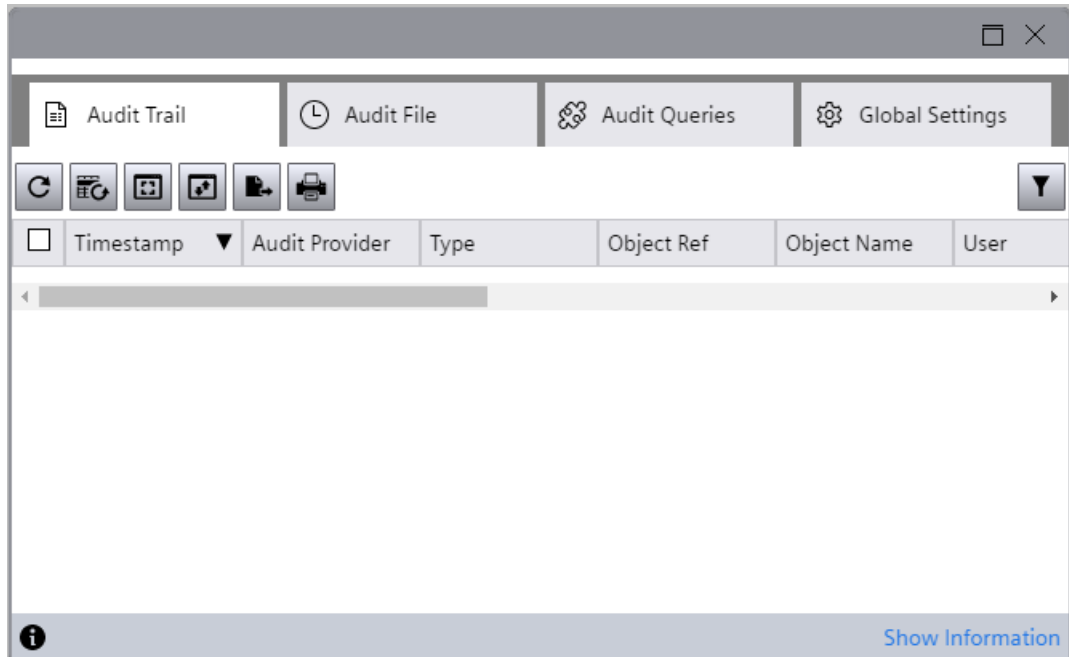 Audit Trail Audit File Audit Queries Global Settings
Timestamp Audit Provider Type Object Ref Object Name User
Show Information